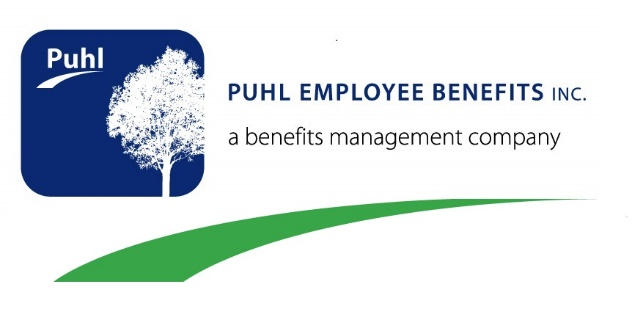 Puhl
PUHL EMPLOYEE BENEFITS INC.
a benefits management company